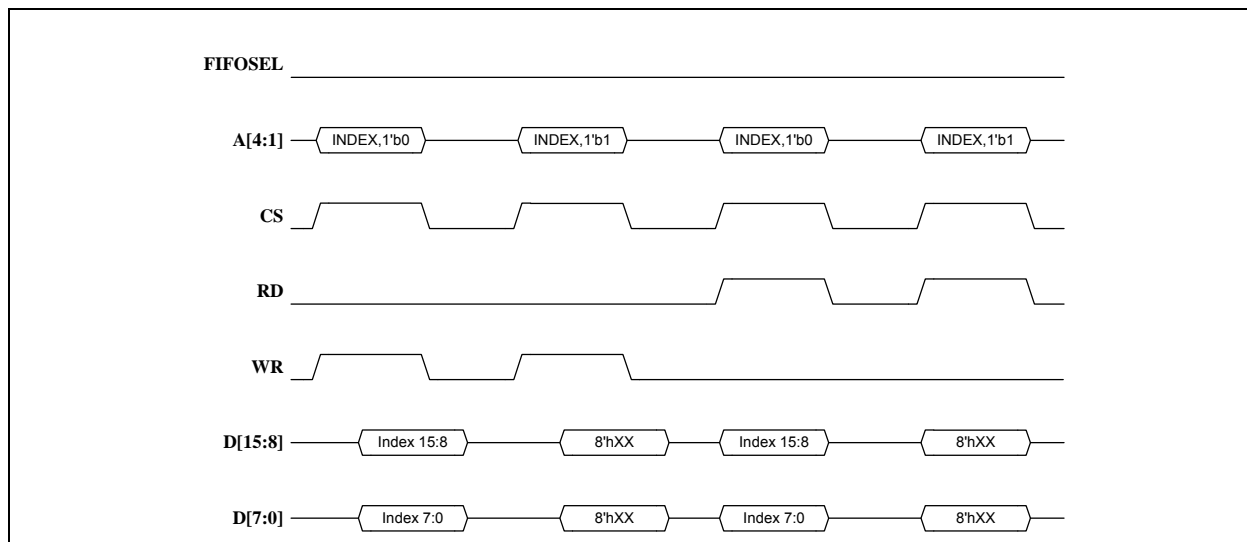 FIFOSEL
A[4:1] INDEX,1'b0 INDEX,1'b1 INDEX,1'b0 INDEX,1'b1
CS
RD
WR
D[15:8] Index 15:8 8'hXX Index 15:8 8'hXX
D[7:0] Index 7:0 8'hXX Index 7:0 8'hXX